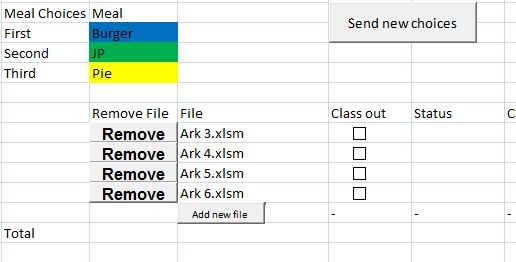 Meal Choices Meal
Send new choices
First Burger
Second JP
Third Pie
Remove File File Class out Status C
Remove Ark 3.xlsm
Remove Ark 4.xlsm
Remove Ark 5.xlsm
Remove Ark 6.xlsm
Add new file - - -
Total